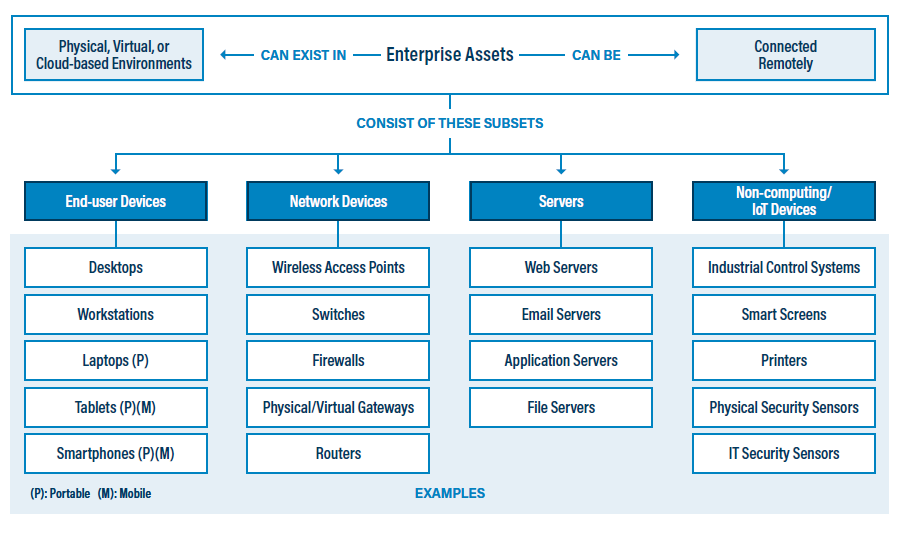 Physical, Virtual, or
Cloud-based Environments
CAN EXIST IN
Enterprise Assets
CAN BE
Connected
Remotely
CONSIST OF THESE SUBSETS
End-user Devices
Network Devices
Servers
Non-computing/
IoT Devices
Desktops
Wireless Access Points
Web Servers
Industrial Control Systems
Workstations
Switches
Email Servers
Smart Screens
Laptops (P)
Firewalls
Application Servers
Printers
Tablets (P)(M)
Physical/Virtual Gateways
File Servers
Physical Security Sensors
Smartphones (P)(M)
Routers
IT Security Sensors
(P): Portable (M): Mobile
EXAMPLES